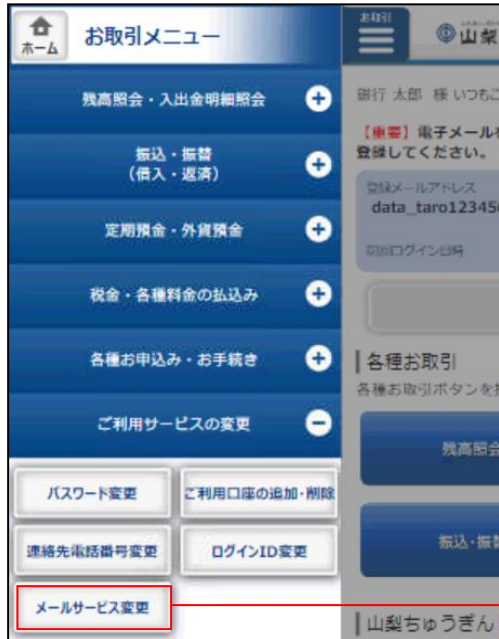 ホーム
お取引メニュー
残高照会・入出金明細照会
振込・振替
(借入・返済)
定期預金・外貨預金
税金・各種料金の払込み
各種お申込み・お手続き
ご利用サービスの変更
パスワード変更
ご利用口座の追加・削除
連絡先電話番号変更
ログインID変更
メールサービス変更
お取引
山梨
銀行 太郎 様 いつもご
【重要】電子メールを
登録してください。
登録メールアドレス
data_taro123456
前回ログイン日時
各種お取引
各種お取引ボタンを
残高照会
振込・振替
山梨ちゅうぎん